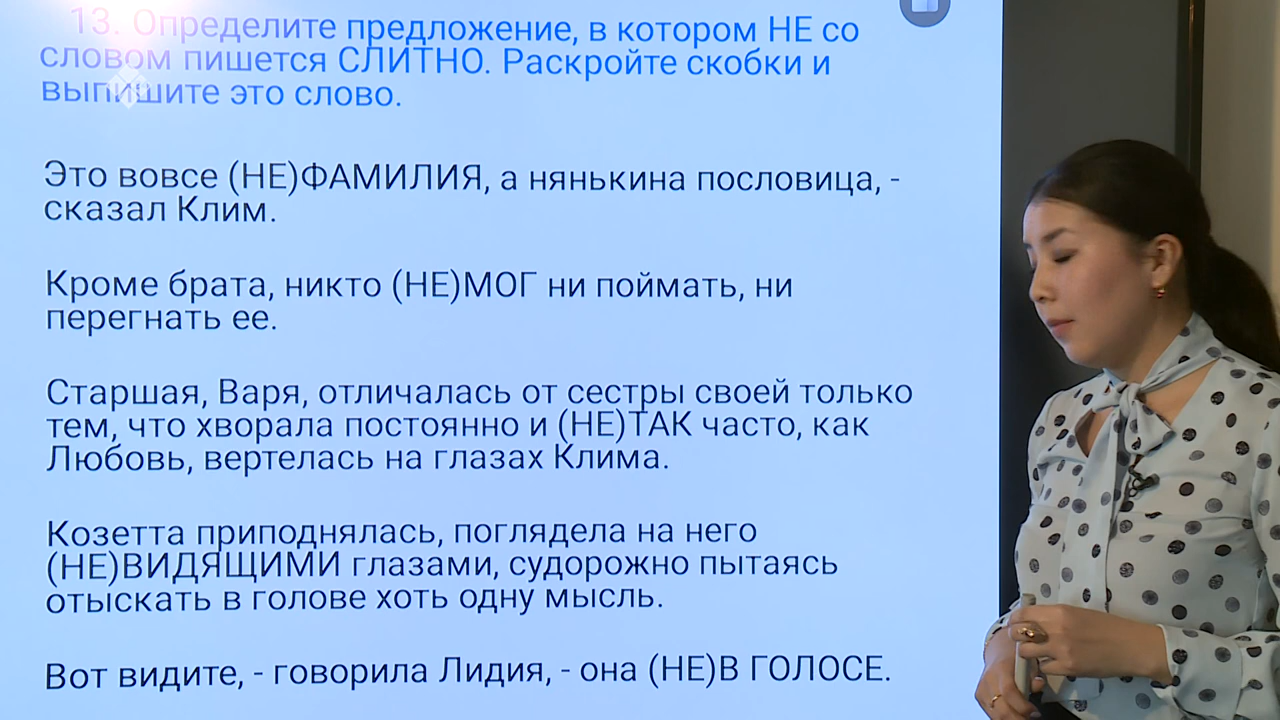 13. Определите предложение, в котором НЕ со
словом пишется СЛИТНО. Раскройте скобки и
выпишите это слово.
Это вовсе (НЕ)ФАМИЛИЯ, а нянькина пословица, -
сказал Клим.
Кроме брата, никто (НЕ)МОГ ни поймать, ни
перегнать ее.
Старшая, Варя, отличалась от сестры своей только
тем, что хворала постоянно и (НЕ)ТАК часто, как
Любовь, вертелась на глазах Клима.
Козетта приподнялась, поглядела на него
(НЕ)ВИДЯЩИМИ глазами, судорожно пытаясь
отыскать в голове хоть одну мысль.
Вот видите, - говорила Лидия, - она (НЕ)В ГОЛОСЕ.